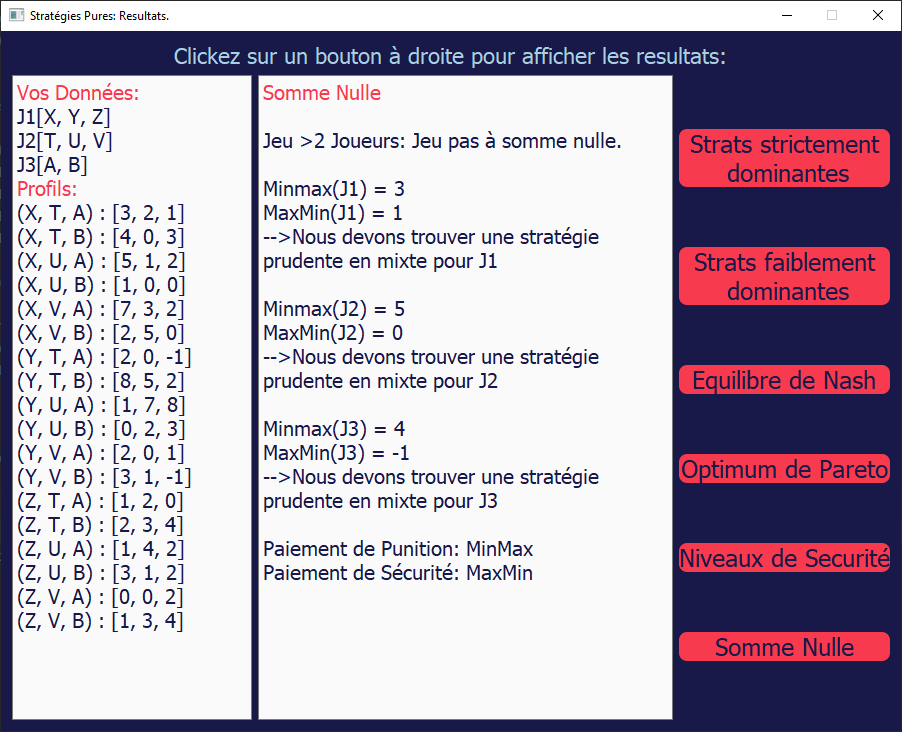 Stratégies Pures: Resultats.
Clickez sur un bouton à droite pour afficher les resultats:
Vos Données:
J1[X, Y, Z]
J2[T, U, V]
J3[A, B]
Profils:
(X, T, A) : [3, 2, 1]
(X, T, B) : [4, 0, 3]
(X, U, A) : [5, 1, 2]
(X, U, B) : [1, 0, 0]
(X, V, A) : [7, 3, 2]
(X, V, B) : [2, 5, 0]
(Y, T, A) : [2, 0, -1]
(Y, T, B) : [8, 5, 2]
(Y, U, A) : [1, 7, 8]
(Y, U, B) : [0, 2, 3]
(Y, V, A) : [2, 0, 1]
(Y, V, B) : [3, 1, -1]
(Z, T, A) : [1, 2, 0]
(Z, T, B) : [2, 3, 4]
(Z, U, A) : [1, 4, 2]
(Z, U, B) : [3, 1, 2]
(Z, V, A) : [0, 0, 2]
(Z, V, B) : [1, 3, 4]
Somme Nulle
Jeu >2 Joueurs: Jeu pas à somme nulle.
Minmax(J1) = 3
MaxMin(J1) = 1
-->Nous devons trouver une stratégie
prudente en mixte pour J1
Minmax(J2) = 5
MaxMin(J2) = 0
-->Nous devons trouver une stratégie
prudente en mixte pour J2
Minmax(J3) = 4
MaxMin(J3) = -1
-->Nous devons trouver une stratégie
prudente en mixte pour J3
Paiement de Punition: MinMax
Paiement de Sécurité: MaxMin
Strats strictement
dominantes
Strats faiblement
dominantes
Equilibre de Nash
Optimum de Pareto
Niveaux de Securité
Somme Nulle